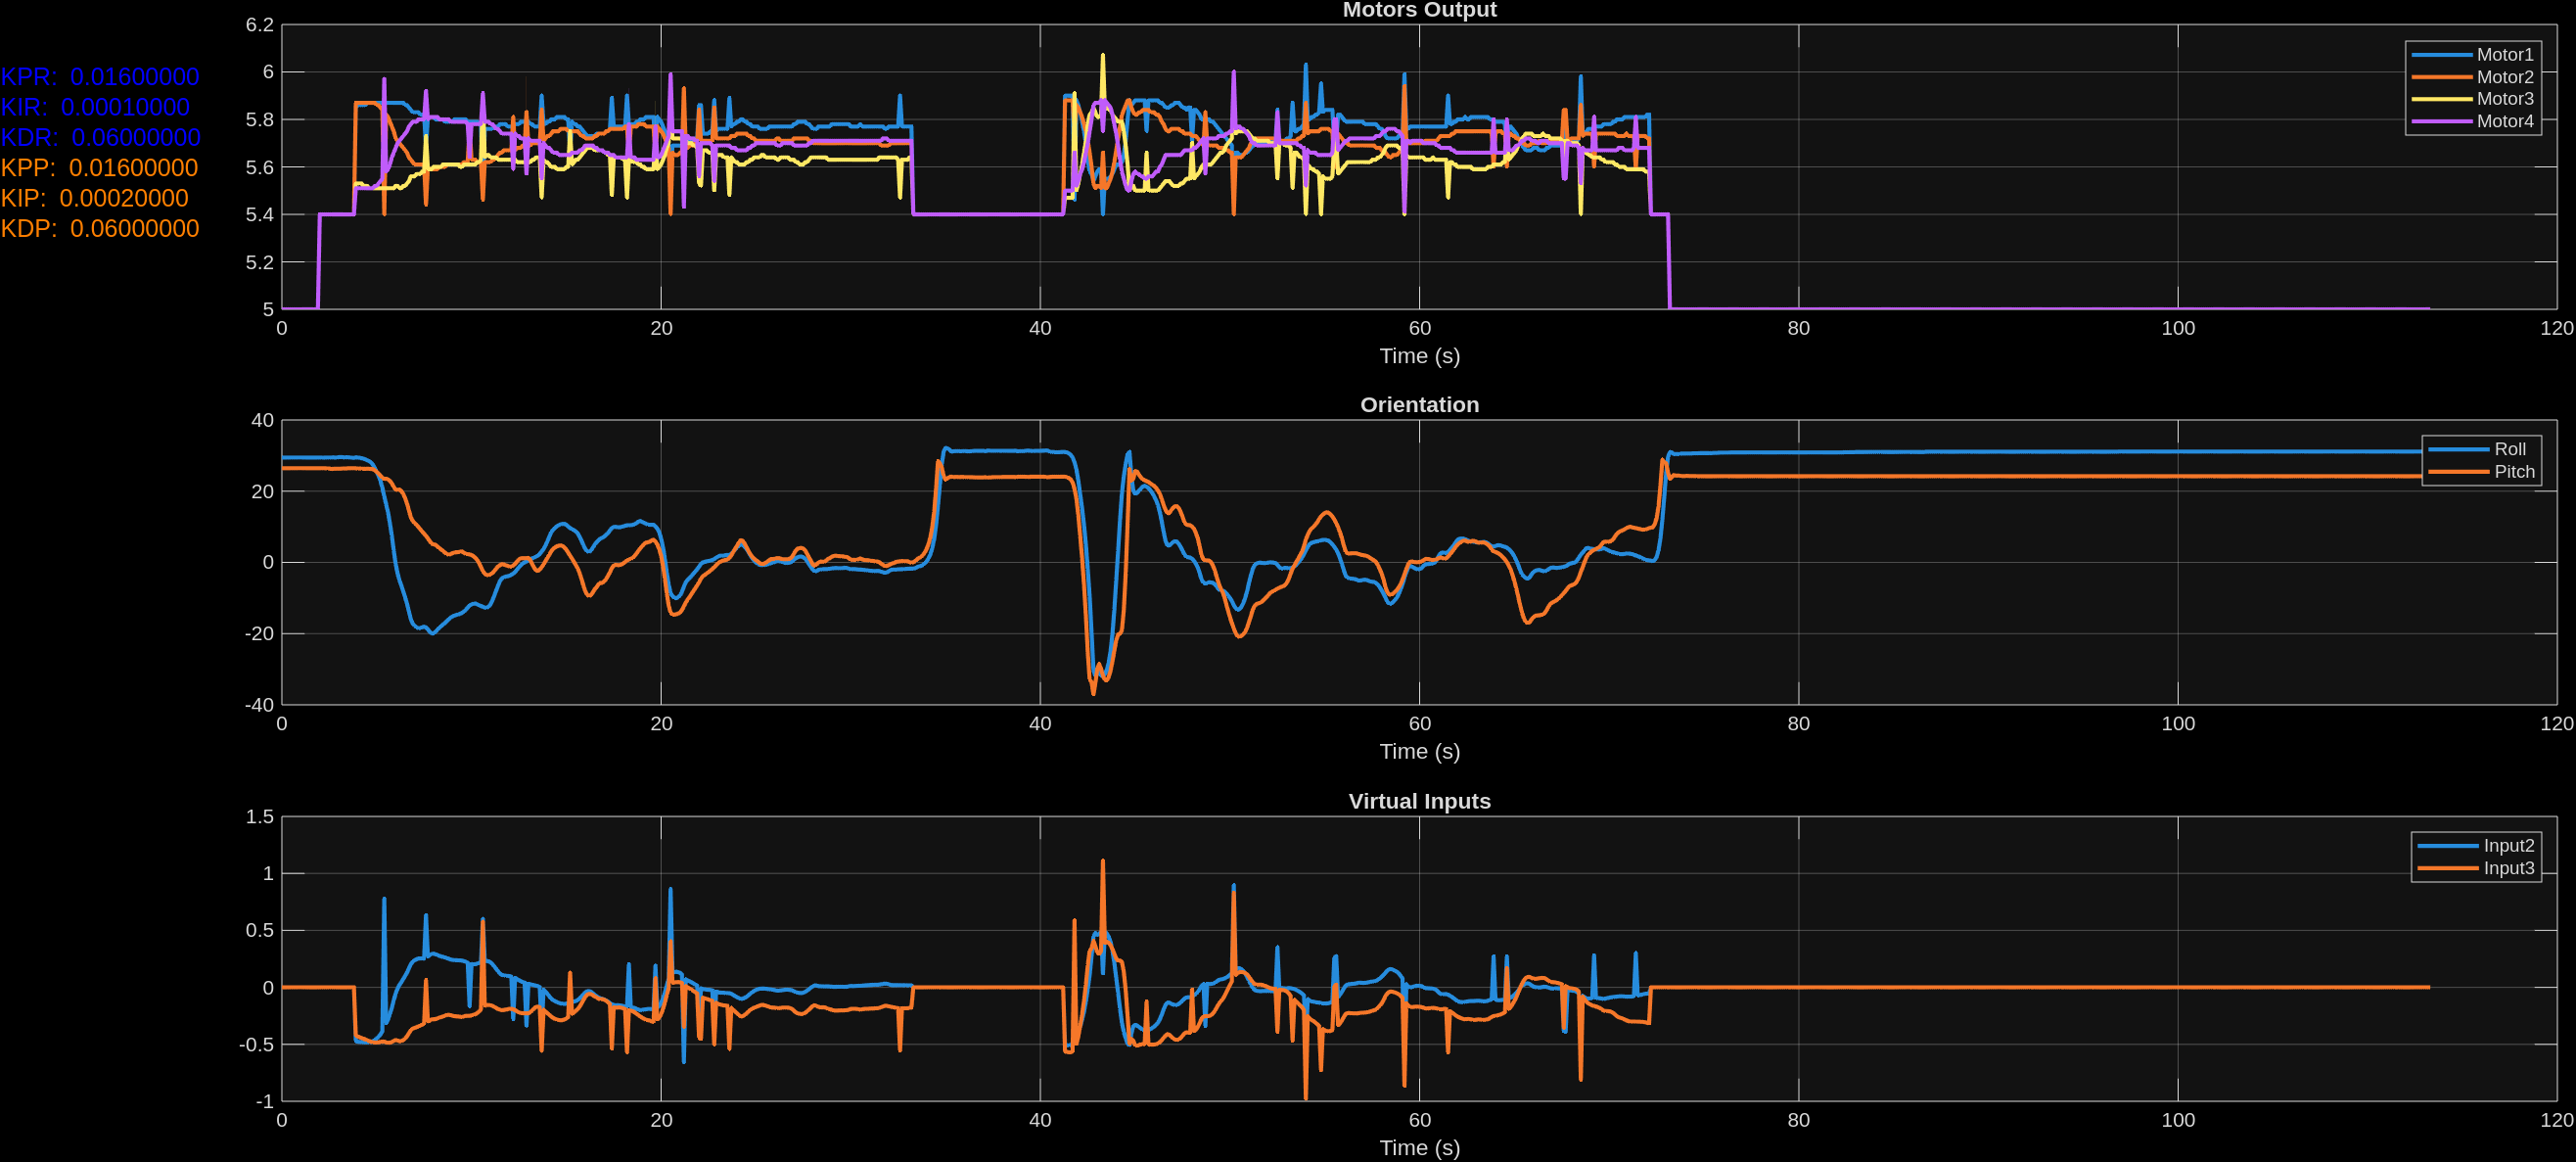 KPR: 0.01600000
KIR: 0.00010000
KDR: 0.06000000
KPP: 0.01600000
KIP: 0.00020000
KDP: 0.06000000
Motors Output
6.2
6
5.8
5.6
5.4
5.2
5
0 20 40 60 80 100 120
Time (s)
Motor1
Motor2
Motor3
Motor4
Orientation
40
20
0
-20
-40
0 20 40 60 80 100 120
Time (s)
Roll
Pitch
Virtual Inputs
1.5
1
0.5
0
-0.5
-1
0 20 40 60 80 100 120
Time (s)
Input2
Input3